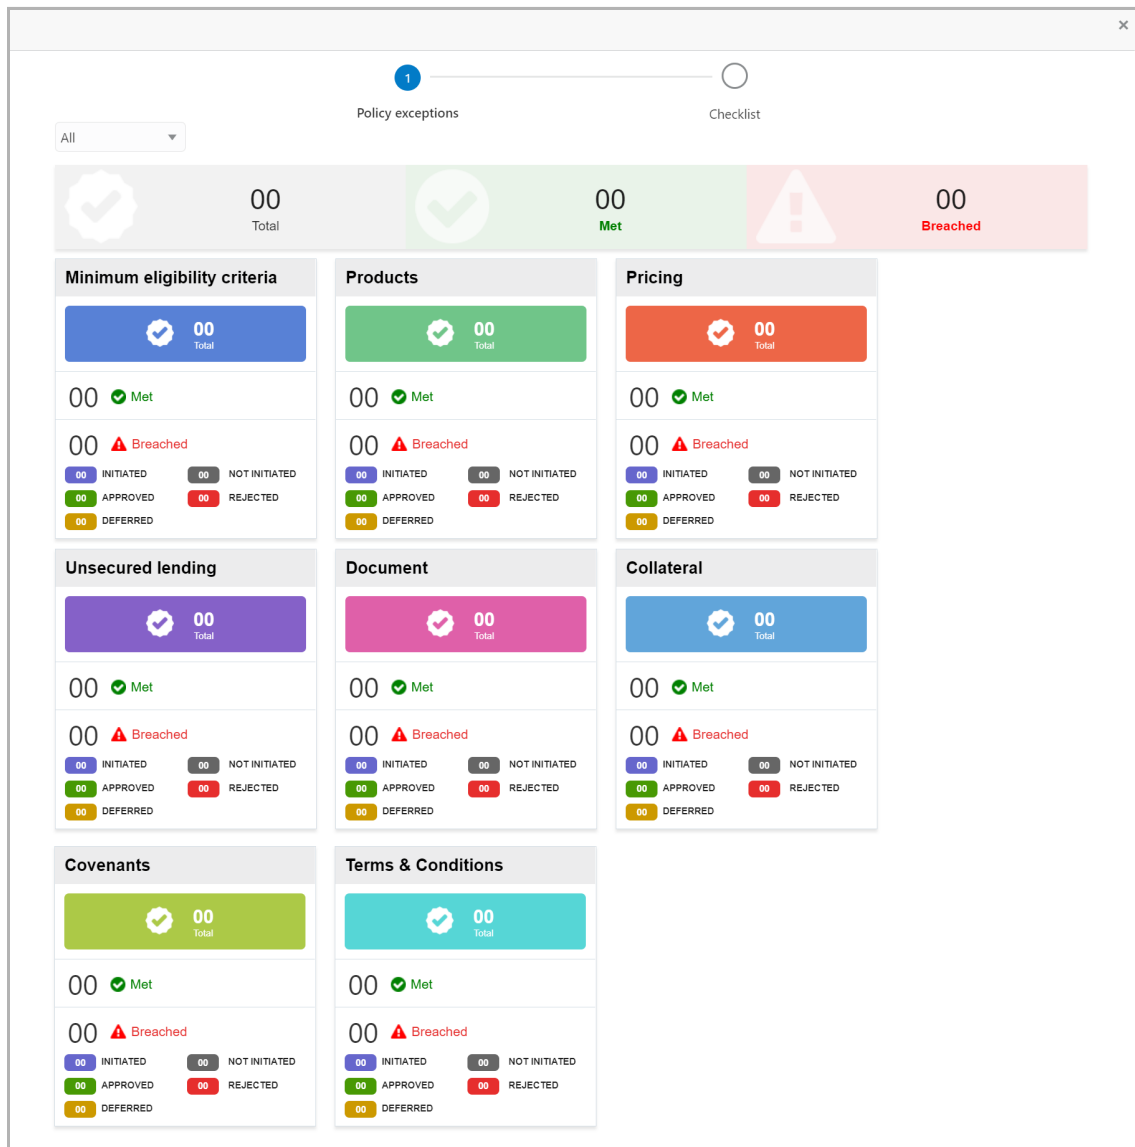 ×
1
Policy exceptions
Checklist
All
00
Total
00
Met
00
Breached
Minimum eligibility criteria
00
Total
00 Met
00 Breached
00 INITIATED 00 NOT INITIATED
00 APPROVED 00 REJECTED
00 DEFERRED
Products
00
Total
00 Met
00 Breached
00 INITIATED 00 NOT INITIATED
00 APPROVED 00 REJECTED
00 DEFERRED
Pricing
00
Total
00 Met
00 Breached
00 INITIATED 00 NOT INITIATED
00 APPROVED 00 REJECTED
00 DEFERRED
Unsecured lending
00
Total
00 Met
00 Breached
00 INITIATED 00 NOT INITIATED
00 APPROVED 00 REJECTED
00 DEFERRED
Document
00
Total
00 Met
00 Breached
00 INITIATED 00 NOT INITIATED
00 APPROVED 00 REJECTED
00 DEFERRED
Collateral
00
Total
00 Met
00 Breached
00 INITIATED 00 NOT INITIATED
00 APPROVED 00 REJECTED
00 DEFERRED
Covenants
00
Total
00 Met
00 Breached
00 INITIATED 00 NOT INITIATED
00 APPROVED 00 REJECTED
00 DEFERRED
Terms & Conditions
00
Total
00 Met
00 Breached
00 INITIATED 00 NOT INITIATED
00 APPROVED 00 REJECTED
00 DEFERRED